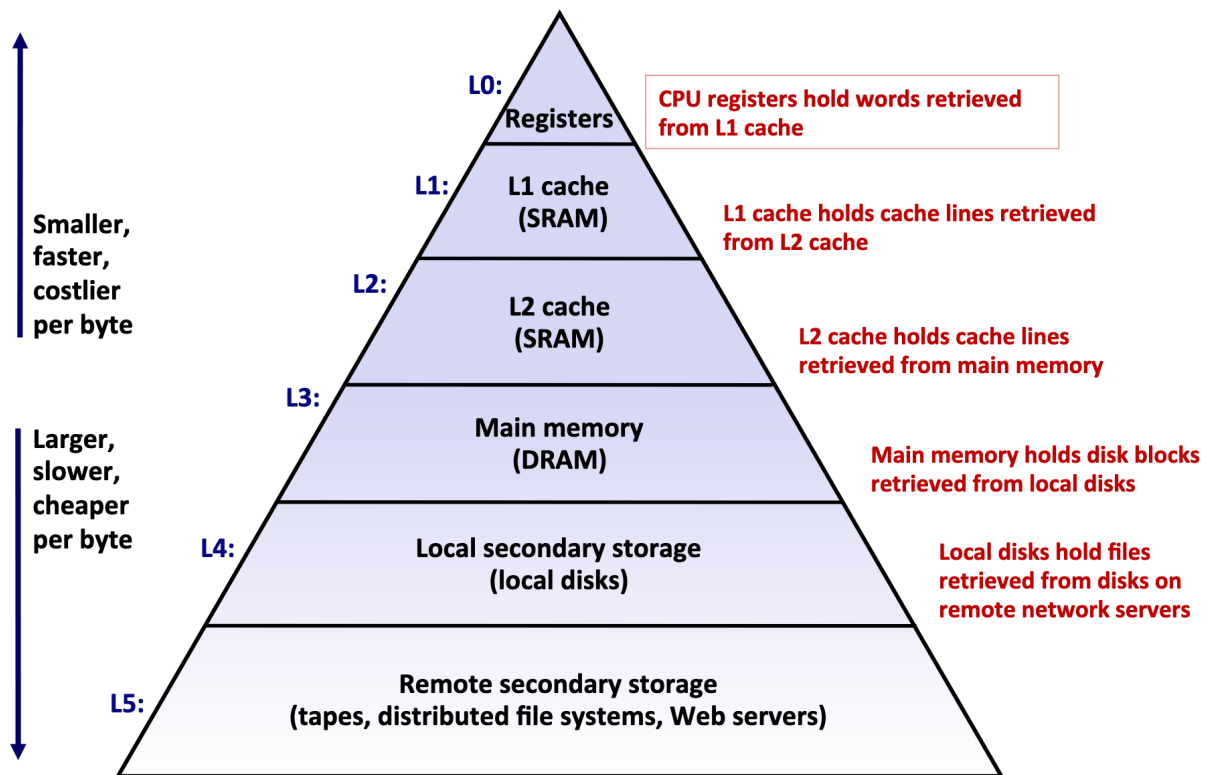 L0:
Registers
CPU registers hold words retrieved
from L1 cache
L1:
L1 cache
(SRAM)
L1 cache holds cache lines retrieved
from L2 cache
Smaller,
faster,
costlier
per byte
L2:
L2 cache
(SRAM)
L2 cache holds cache lines
retrieved from main memory
L3:
Main memory
(DRAM)
Main memory holds disk blocks
retrieved from local disks
Larger,
slower,
cheaper
per byte
L4:
Local secondary storage
(local disks)
Local disks hold files
retrieved from disks on
remote network servers
L5:
Remote secondary storage
(tapes, distributed file systems, Web servers)